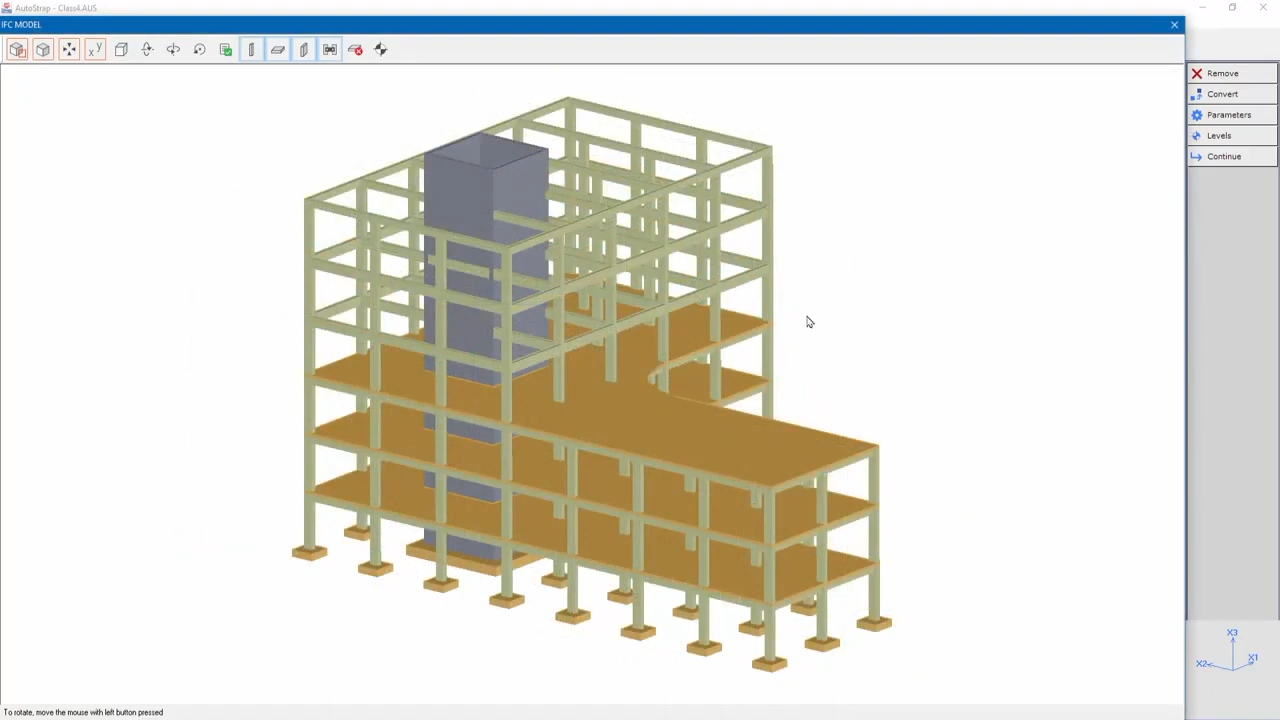 AutoStrap - Class4.AUS
IFC MODEL
x y
Remove
Convert
Parameters
Levels
Continue
X3
X2
X1
To rotate, move the mouse with left button pressed